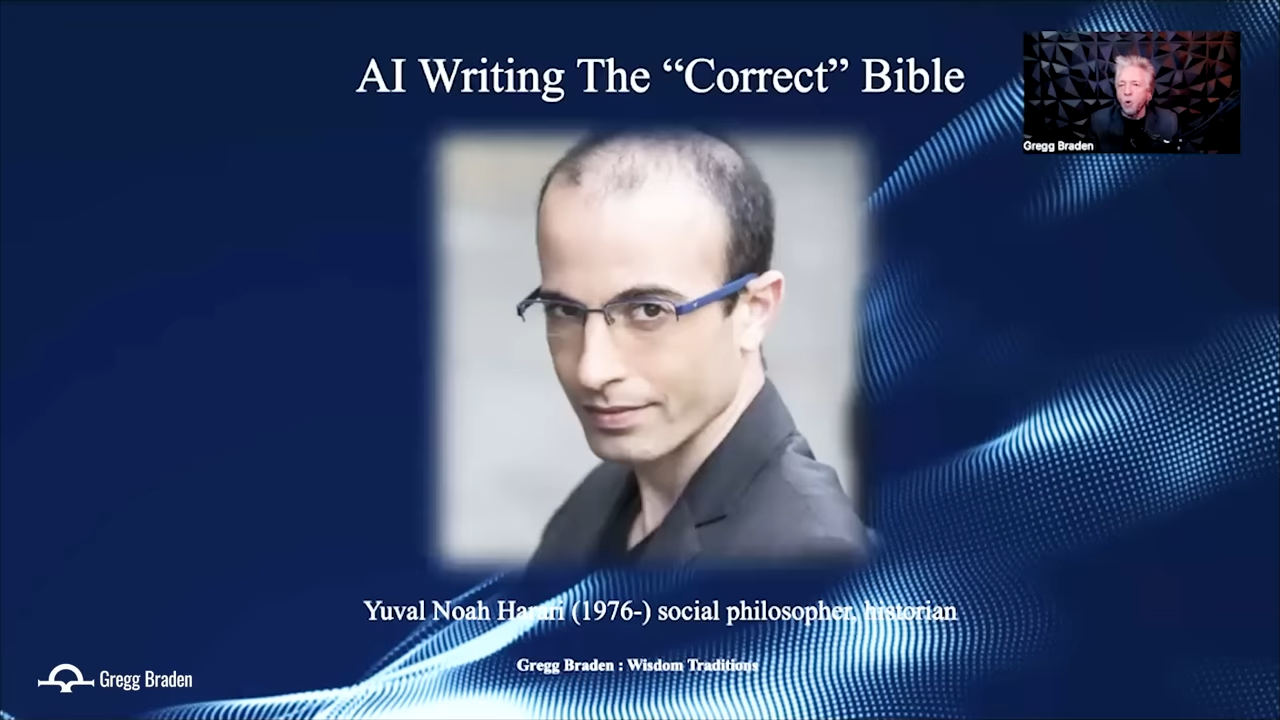 AI Writing The “Correct” Bible
Gregg Braden
Yuval Noah Harari (1976-) social philosopher, historian
Gregg Braden : Wisdom Traditions
Gregg Braden